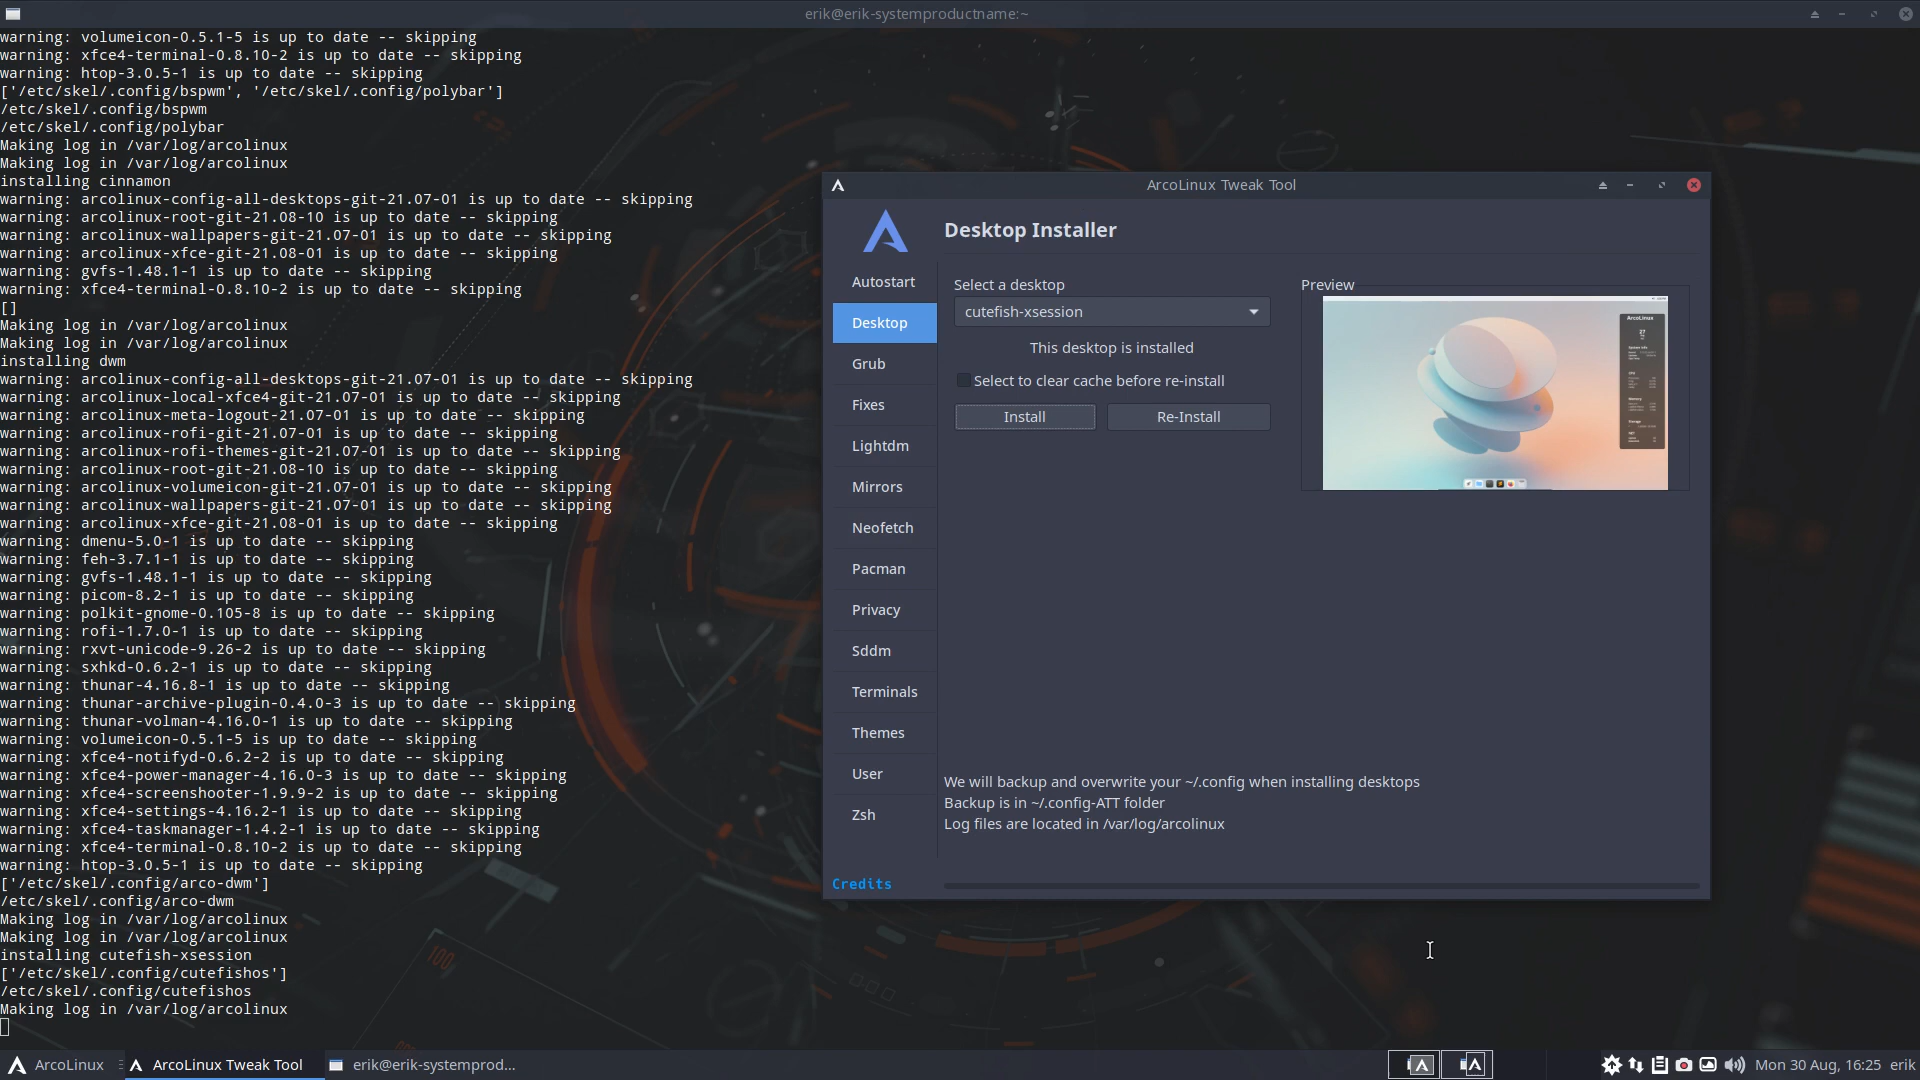 erik@erik-systemproductname:~
warning: volumeicon-0.5.1-5 is up to date -- skipping
warning: xfce4-terminal-0.8.10-2 is up to date -- skipping
warning: htop-3.0.5-1 is up to date -- skipping
['/etc/skel/.config/bspwm', '/etc/skel/.config/polybar']
/etc/skel/.config/bspwm
/etc/skel/.config/polybar
Making log in /var/log/arcolinux
Making log in /var/log/arcolinux
installing cinnamon
warning: arcolinux-config-all-desktops-git-21.07-01 is up to date -- skipping
warning: arcolinux-root-git-21.08-10 is up to date -- skipping
warning: arcolinux-wallpapers-git-21.07-01 is up to date -- skipping
warning: arcolinux-xfce-git-21.08-01 is up to date -- skipping
warning: gvfs-1.48.1-1 is up to date -- skipping
warning: xfce4-terminal-0.8.10-2 is up to date -- skipping
[]
Making log in /var/log/arcolinux
Making log in /var/log/arcolinux
installing dwm
warning: arcolinux-config-all-desktops-git-21.07-01 is up to date -- skipping
warning: arcolinux-local-xfce4-git-21.07-01 is up to date -- skipping
warning: arcolinux-meta-logout-21.07-01 is up to date -- skipping
warning: arcolinux-rofi-git-21.07-01 is up to date -- skipping
warning: arcolinux-rofi-themes-git-21.07-01 is up to date -- skipping
warning: arcolinux-root-git-21.08-10 is up to date -- skipping
warning: arcolinux-volumeicon-git-21.07-01 is up to date -- skipping
warning: arcolinux-wallpapers-git-21.07-01 is up to date -- skipping
warning: arcolinux-xfce-git-21.08-01 is up to date -- skipping
warning: dmenu-5.0-1 is up to date -- skipping
warning: feh-3.7.1-1 is up to date -- skipping
warning: gvfs-1.48.1-1 is up to date -- skipping
warning: picom-8.2-1 is up to date -- skipping
warning: polkit-gnome-0.105-8 is up to date -- skipping
warning: rofi-1.7.0-1 is up to date -- skipping
warning: rxvt-unicode-9.26-2 is up to date -- skipping
warning: sxhkd-0.6.2-1 is up to date -- skipping
warning: thunar-4.16.8-1 is up to date -- skipping
warning: thunar-archive-plugin-0.4.0-3 is up to date -- skipping
warning: thunar-volman-4.16.0-1 is up to date -- skipping
warning: volumeicon-0.5.1-5 is up to date -- skipping
warning: xfce4-notifyd-0.6.2-2 is up to date -- skipping
warning: xfce4-power-manager-4.16.0-3 is up to date -- skipping
warning: xfce4-screenshooter-1.9.9-2 is up to date -- skipping
warning: xfce4-settings-4.16.2-1 is up to date -- skipping
warning: xfce4-taskmanager-1.4.2-1 is up to date -- skipping
warning: xfce4-terminal-0.8.10-2 is up to date -- skipping
warning: htop-3.0.5-1 is up to date -- skipping
['/etc/skel/.config/arco-dwm']
/etc/skel/.config/arco-dwm
Making log in /var/log/arcolinux
Making log in /var/log/arcolinux
installing cutefish-xsession
['/etc/skel/.config/cutefishos']
/etc/skel/.config/cutefishos
Making log in /var/log/arcolinux
100
ArcoLinux Tweak Tool
Desktop Installer
Autostart
Desktop
Grub
Fixes
Lightdm
Mirrors
Neofetch
Pacman
Privacy
Sddm
Terminals
Themes
User
Zsh
Credits
Select a desktop
cutefish-xsession
This desktop is installed
Select to clear cache before re-install
Install
Re-Install
Preview
ArcoLinux
27
We will backup and overwrite your ~/.config when installing desktops
Backup is in ~/.config-ATT folder
Log files are located in /var/log/arcolinux
ArcoLinux
ArcoLinux Tweak Tool
erik@erik-systemprod...
Mon 30 Aug, 16:25
erik